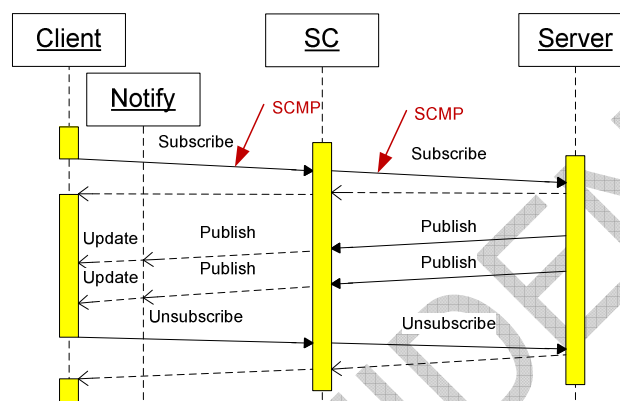 Client
SC
Server
Notify
SCMP
SCMP
Subscribe
Subscribe
Publish
Update
Publish
Publish
Update
Publish
Unsubscribe
Unsubscribe